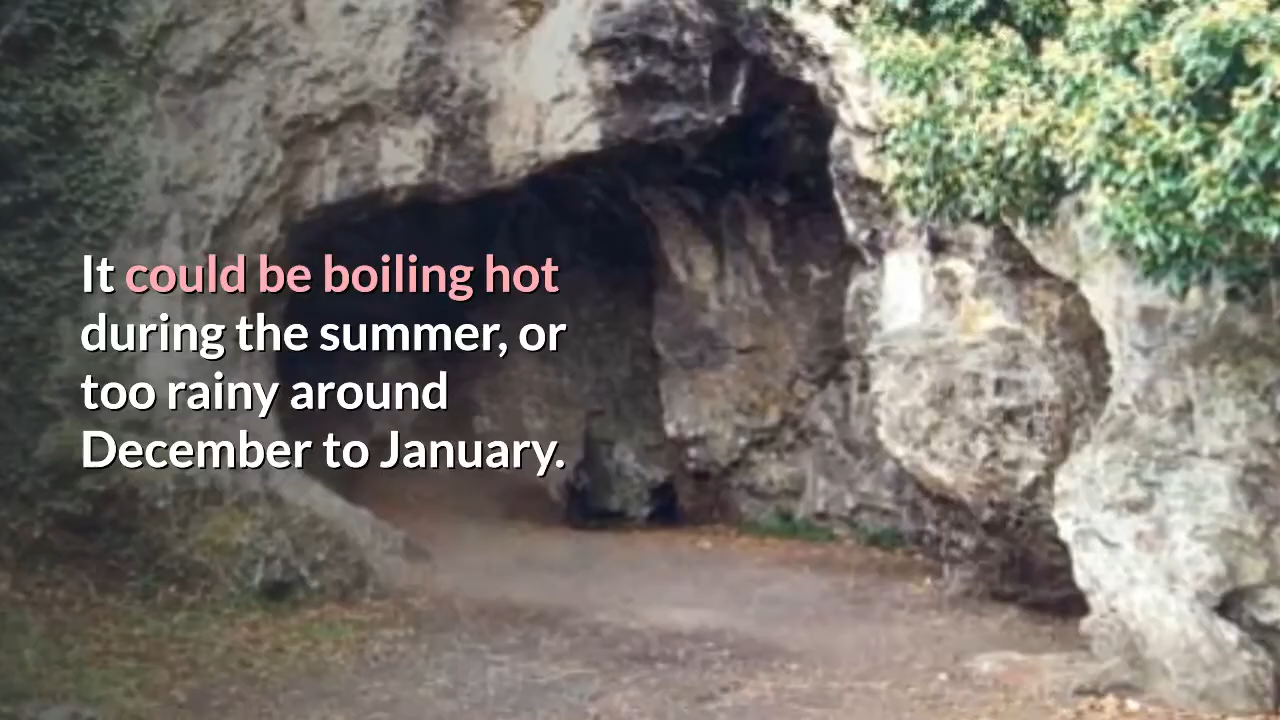 It could be boiling hot
during the summer, or
too rainy around
December to January.